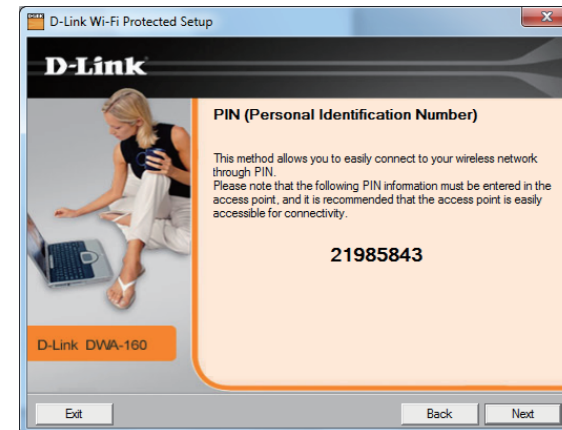 D-Link Wi-Fi Protected Setup
D-Link
PIN (Personal Identification Number)
This method allows you to easily connect to your wireless network
through PIN.
Please note that the following PIN information must be entered in the
access point, and it is recommended that the access point is easily
accessible for connectivity.
21985843
D-Link DWA-160
Exit
Back
Next